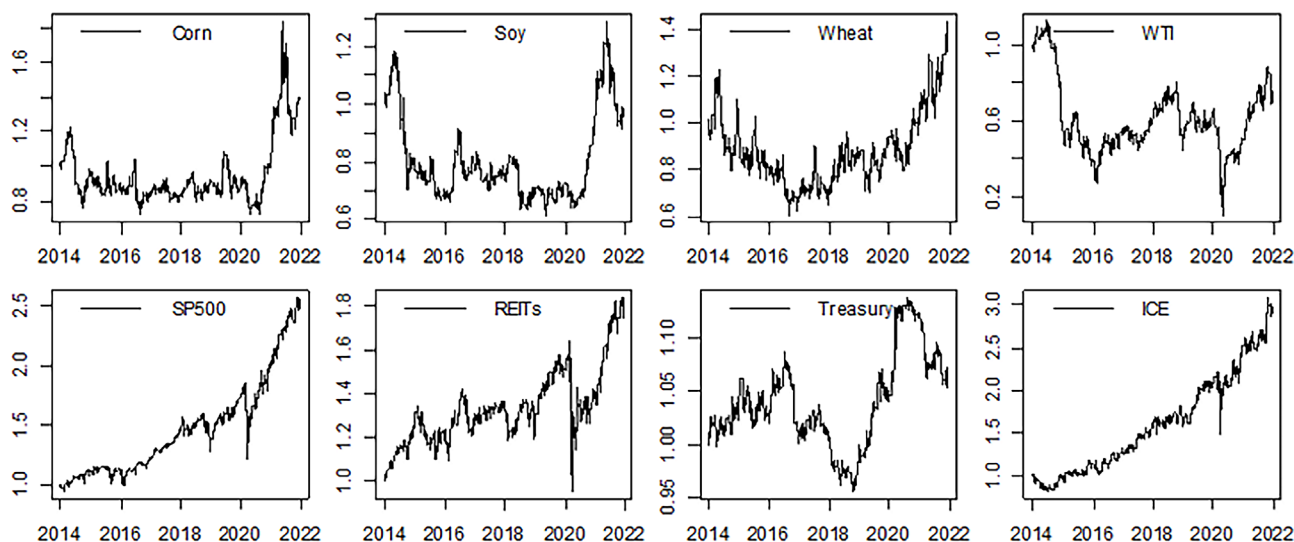 Corn
0.8 1.2 1.6
2014 2016 2018 2020 2022
Soy
0.6 0.8 1.0 1.2
2014 2016 2018 2020 2022
Wheat
0.6 0.8 1.0 1.2 1.4
2014 2016 2018 2020 2022
WTI
0.2 0.6 1.0
2014 2016 2018 2020 2022
SP500
1.0 1.5 2.0 2.5
2014 2016 2018 2020 2022
REITs
1.0 1.2 1.4 1.6 1.8
2014 2016 2018 2020 2022
Treasury
0.95 1.00 1.05 1.10
2014 2016 2018 2020 2022
ICE
1.0 1.5 2.0 2.5 3.0
2014 2016 2018 2020 2022